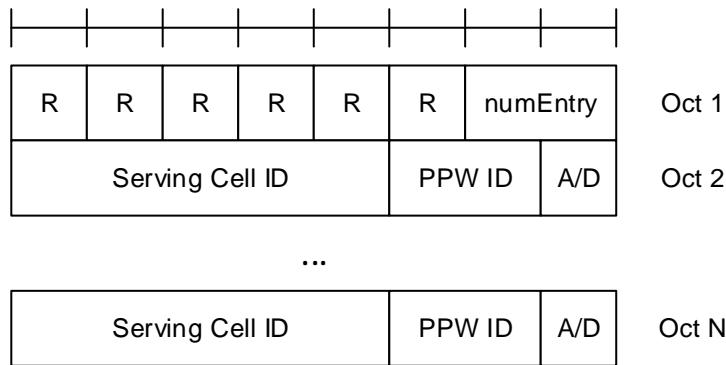 R R R R R R numEntry Oct 1
Serving Cell ID PPW ID A/D Oct 2
...
Serving Cell ID PPW ID A/D Oct N